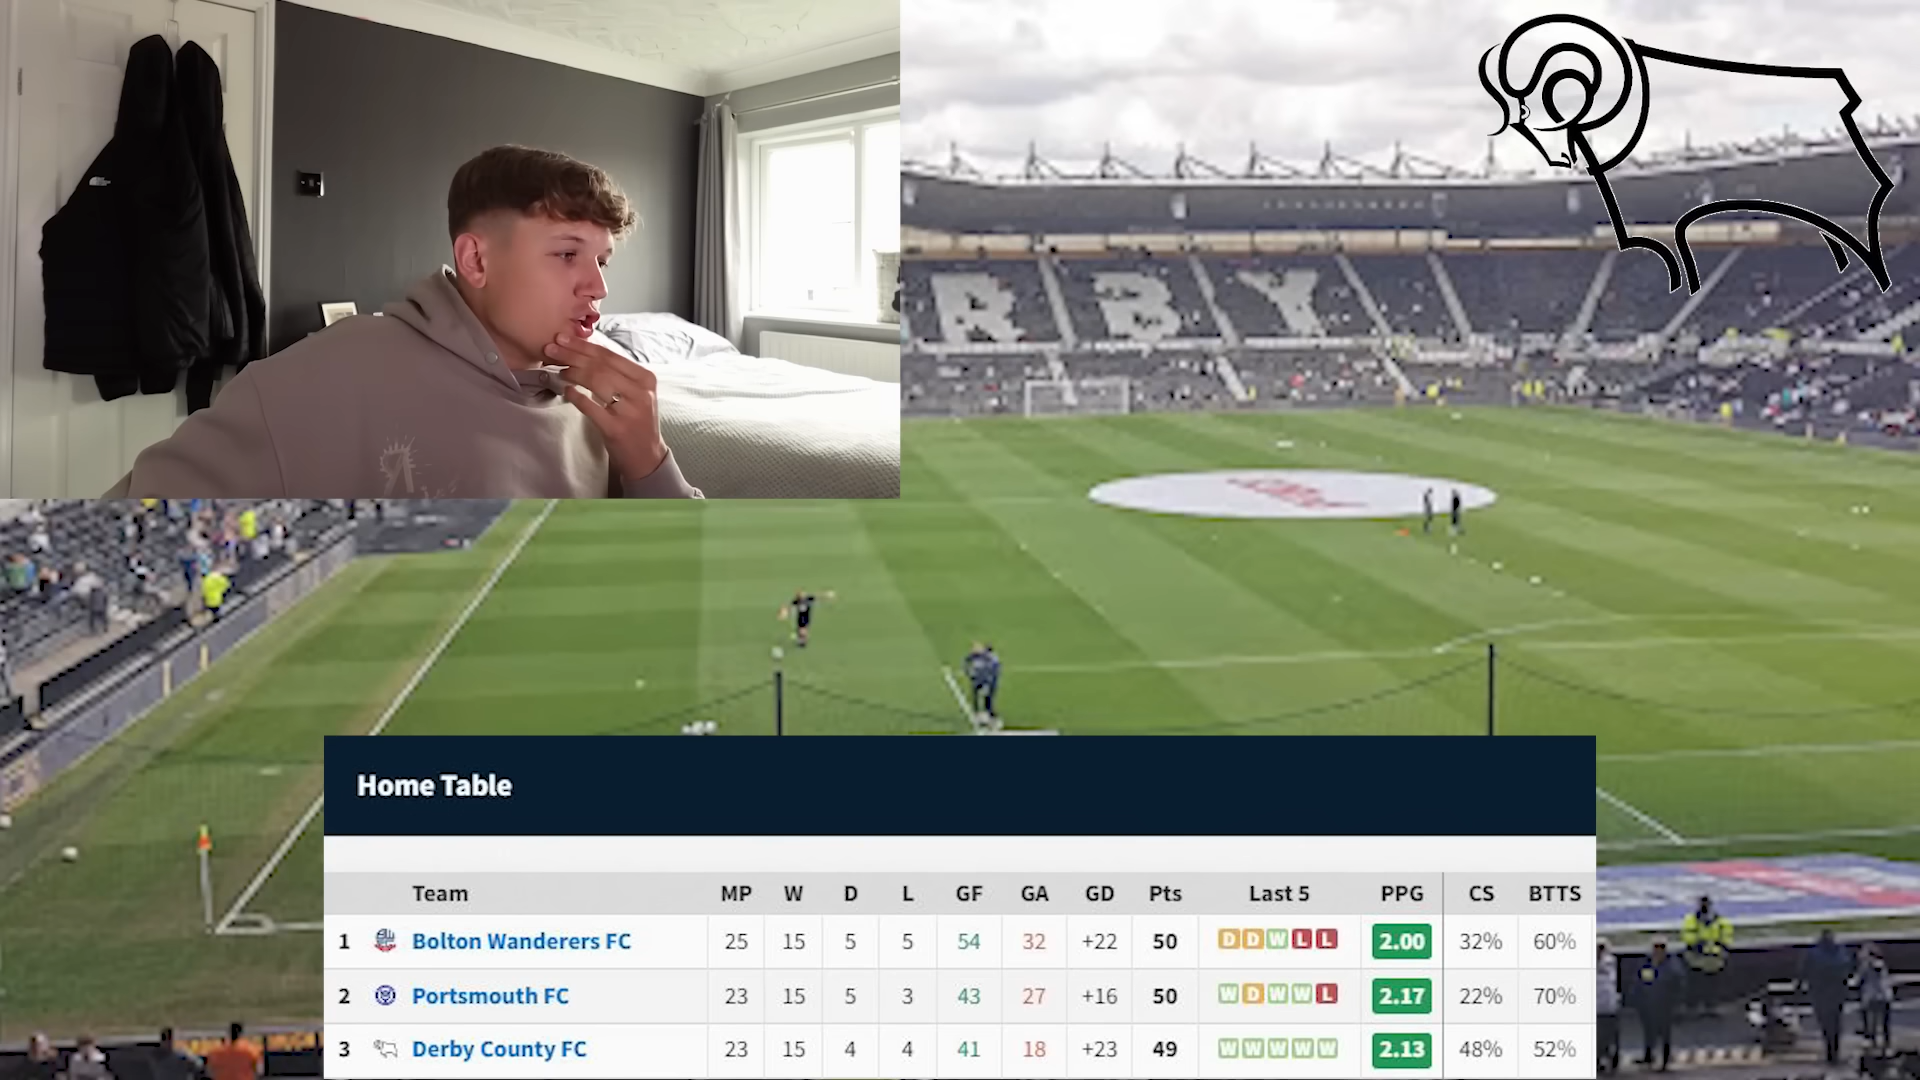 RBY
Home Table
Team MP W D L GF GA GD Pts Last 5 PPG CS BTTS
1 Bolton Wanderers FC 25 15 5 5 54 32 +22 50 D D W L L 2.00 32% 60%
2 Portsmouth FC 23 15 5 3 43 27 +16 50 W D W W L 2.17 22% 70%
3 Derby County FC 23 15 4 4 41 18 +23 49 W W W W W 2.13 48% 52%